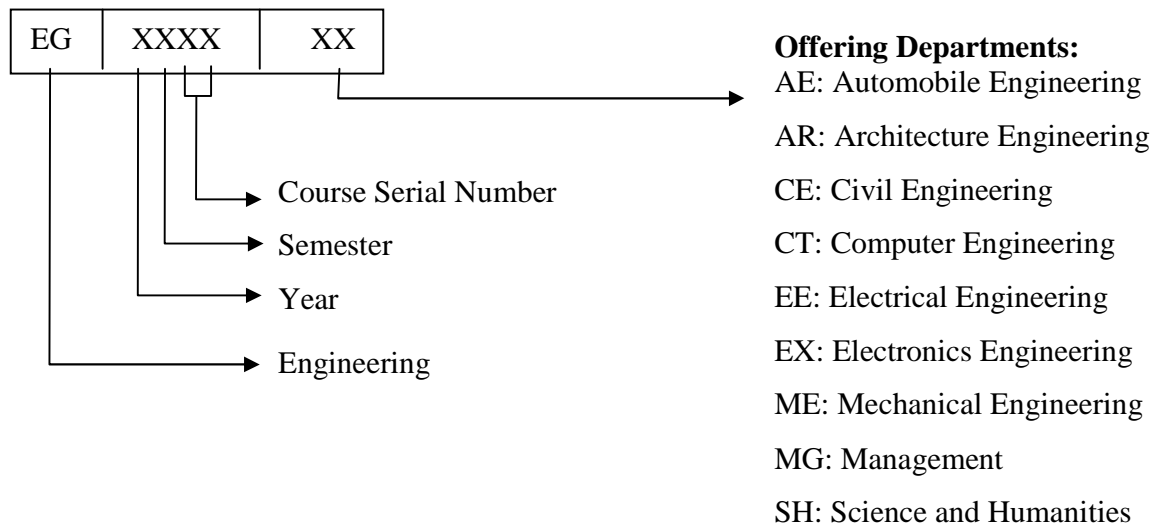 EG XXXX XX
Course Serial Number
Semester
Year
Engineering
Offering Departments:
AE: Automobile Engineering
AR: Architecture Engineering
CE: Civil Engineering
CT: Computer Engineering
EE: Electrical Engineering
EX: Electronics Engineering
ME: Mechanical Engineering
MG: Management
SH: Science and Humanities